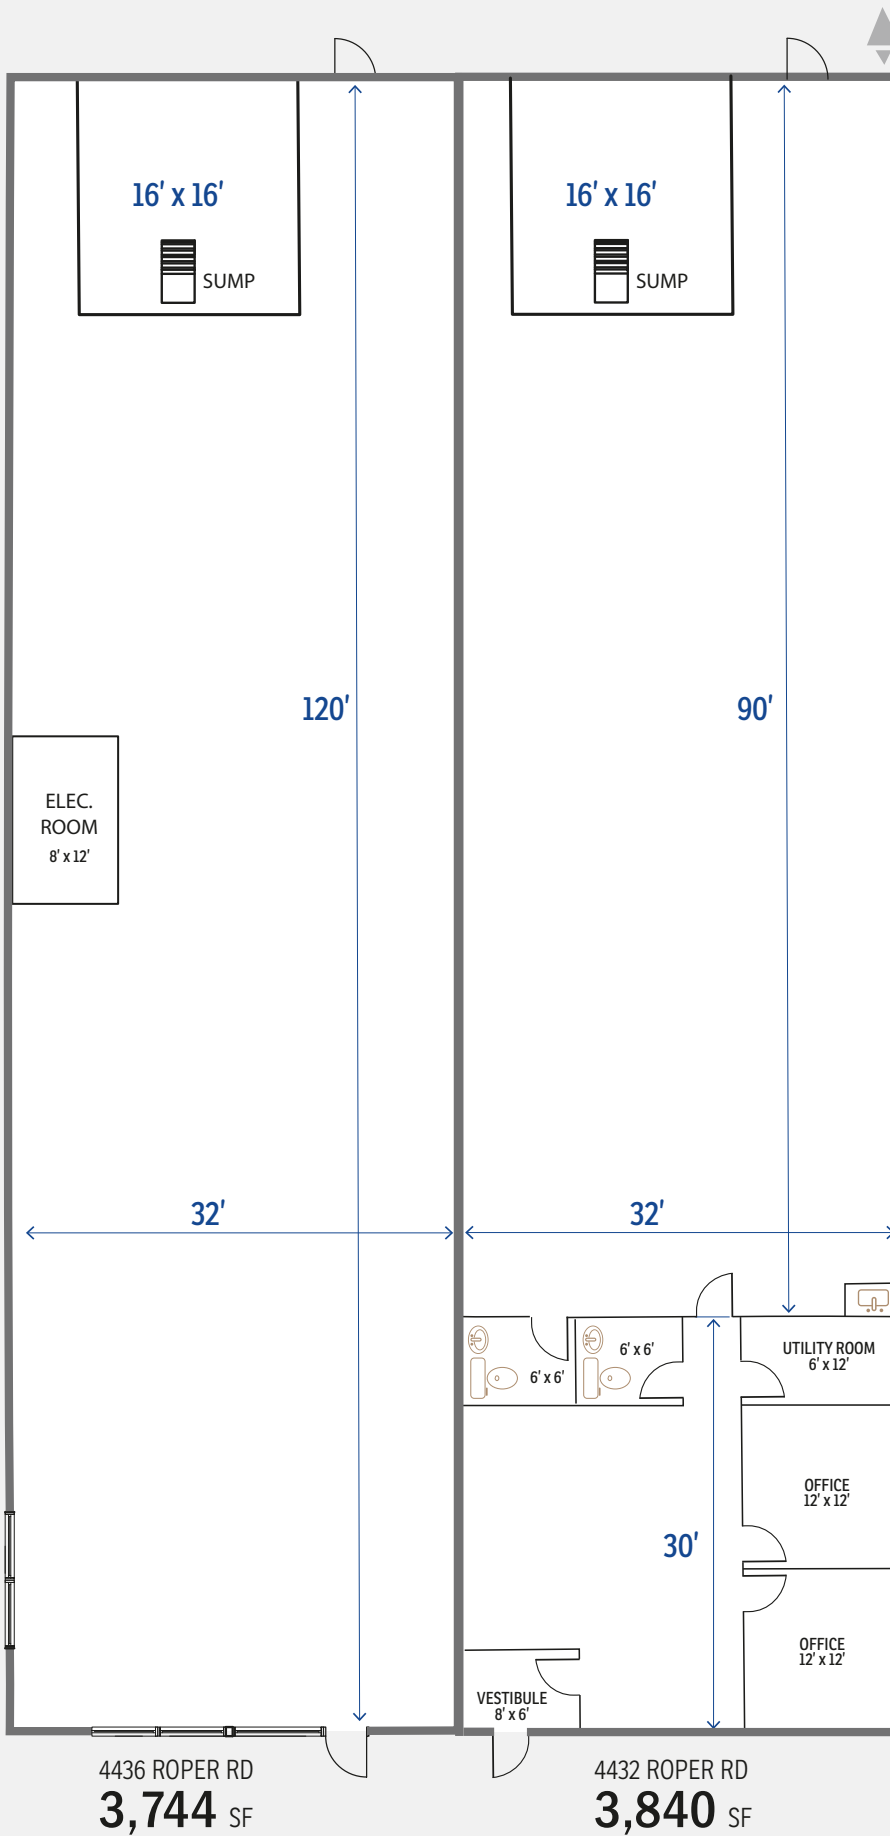 16' x 16'
SUMP
16' x 16'
SUMP
120'
90'
ELEC.
ROOM
8' x 12'
32'
32'
6' x 6'
6' x 6'
UTILITY ROOM
6' x 12'
OFFICE
12' x 12'
30'
OFFICE
12' x 12'
VESTIBULE
8' x 6'
4436 ROPER RD
3,744 SF
4432 ROPER RD
3,840 SF